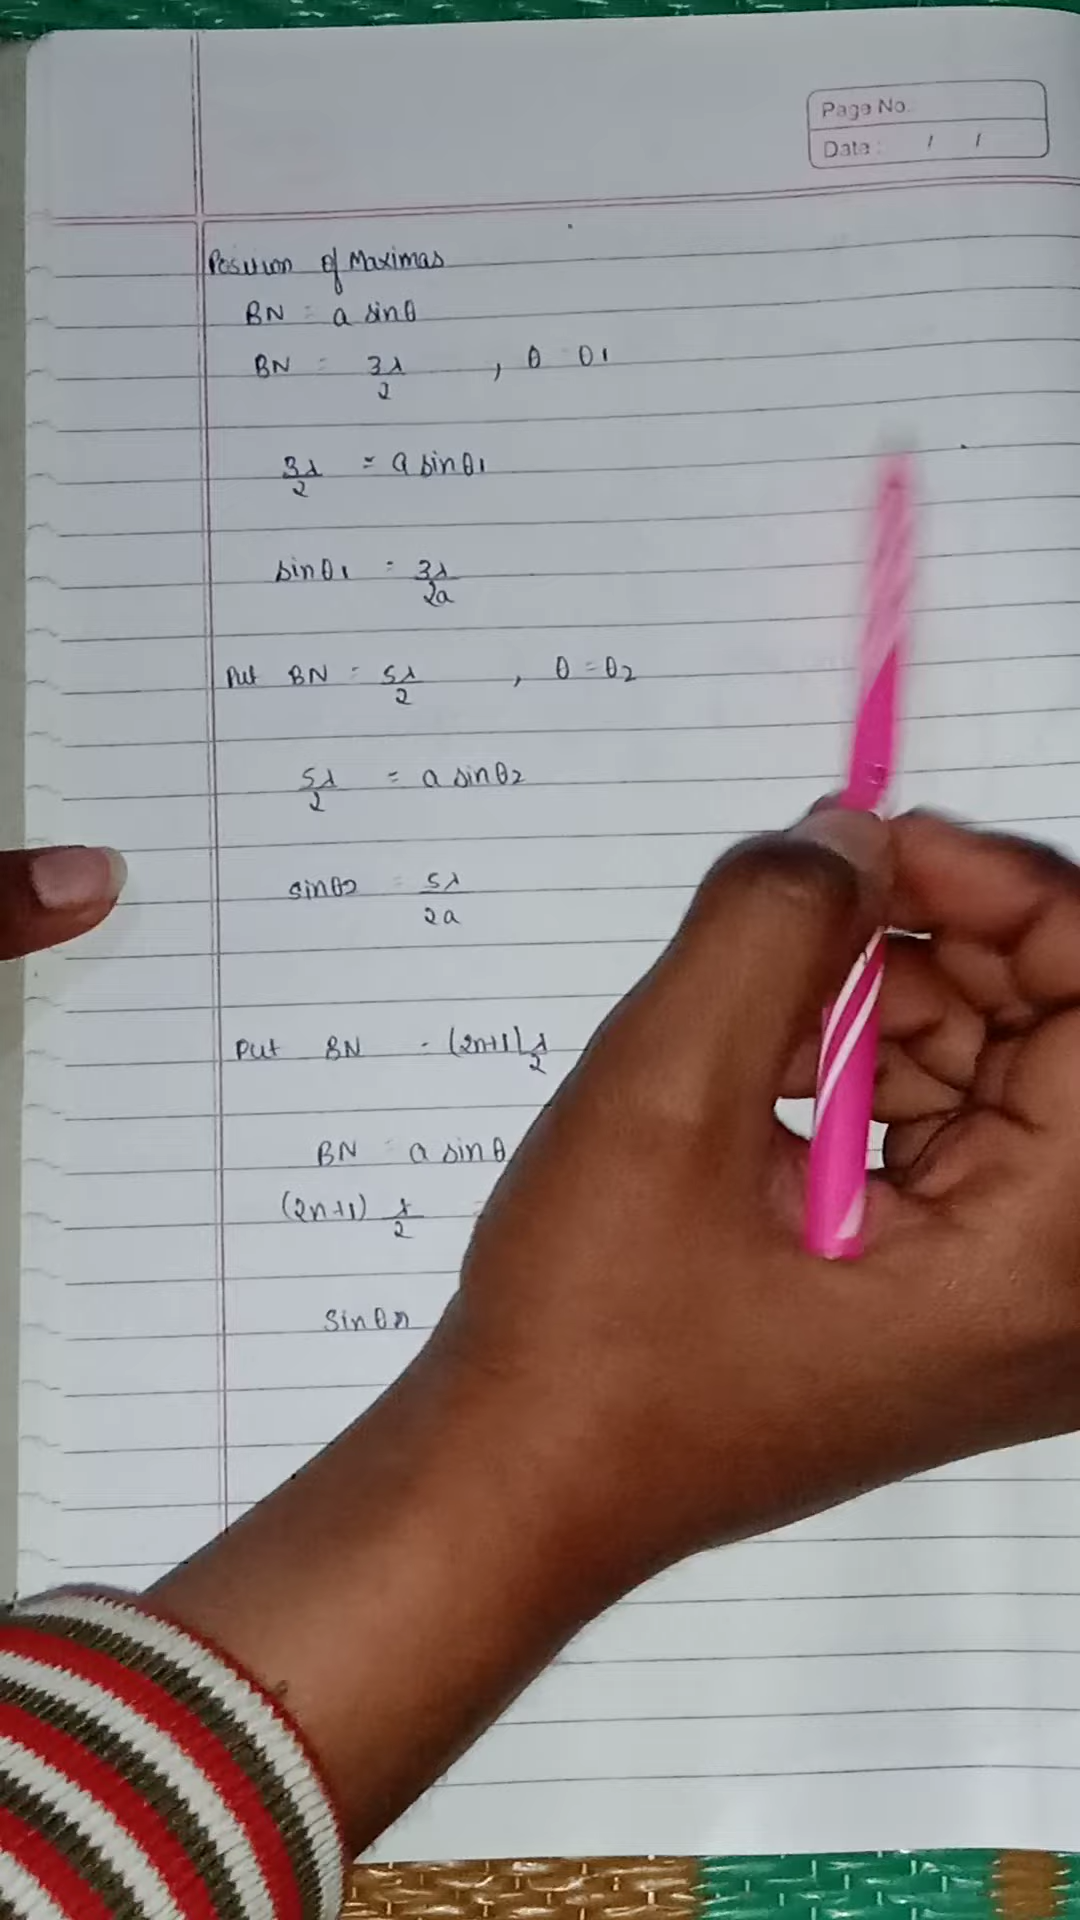 Page No.
Date : / /
Position of Maximas
BN = a sinθ
BN = 3λ/2 , θ = θ1
3λ/2 = a sinθ1
sinθ1 = 3λ/2a
Put BN = 5λ/2 , θ = θ2
5λ/2 = a sinθ2
sinθ2 = 5λ/2a
Put BN = (2n+1) λ/2
BN = a sinθ
(2n+1) λ/2
sinθn